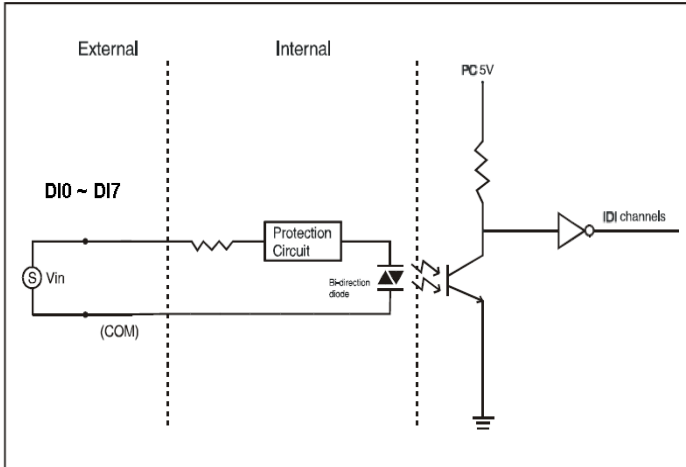 External
Internal
PC 5V
DI0 ~ DI7
IDI channels
Protection
Circuit
S
Vin
Bi-direction
diode
(COM)